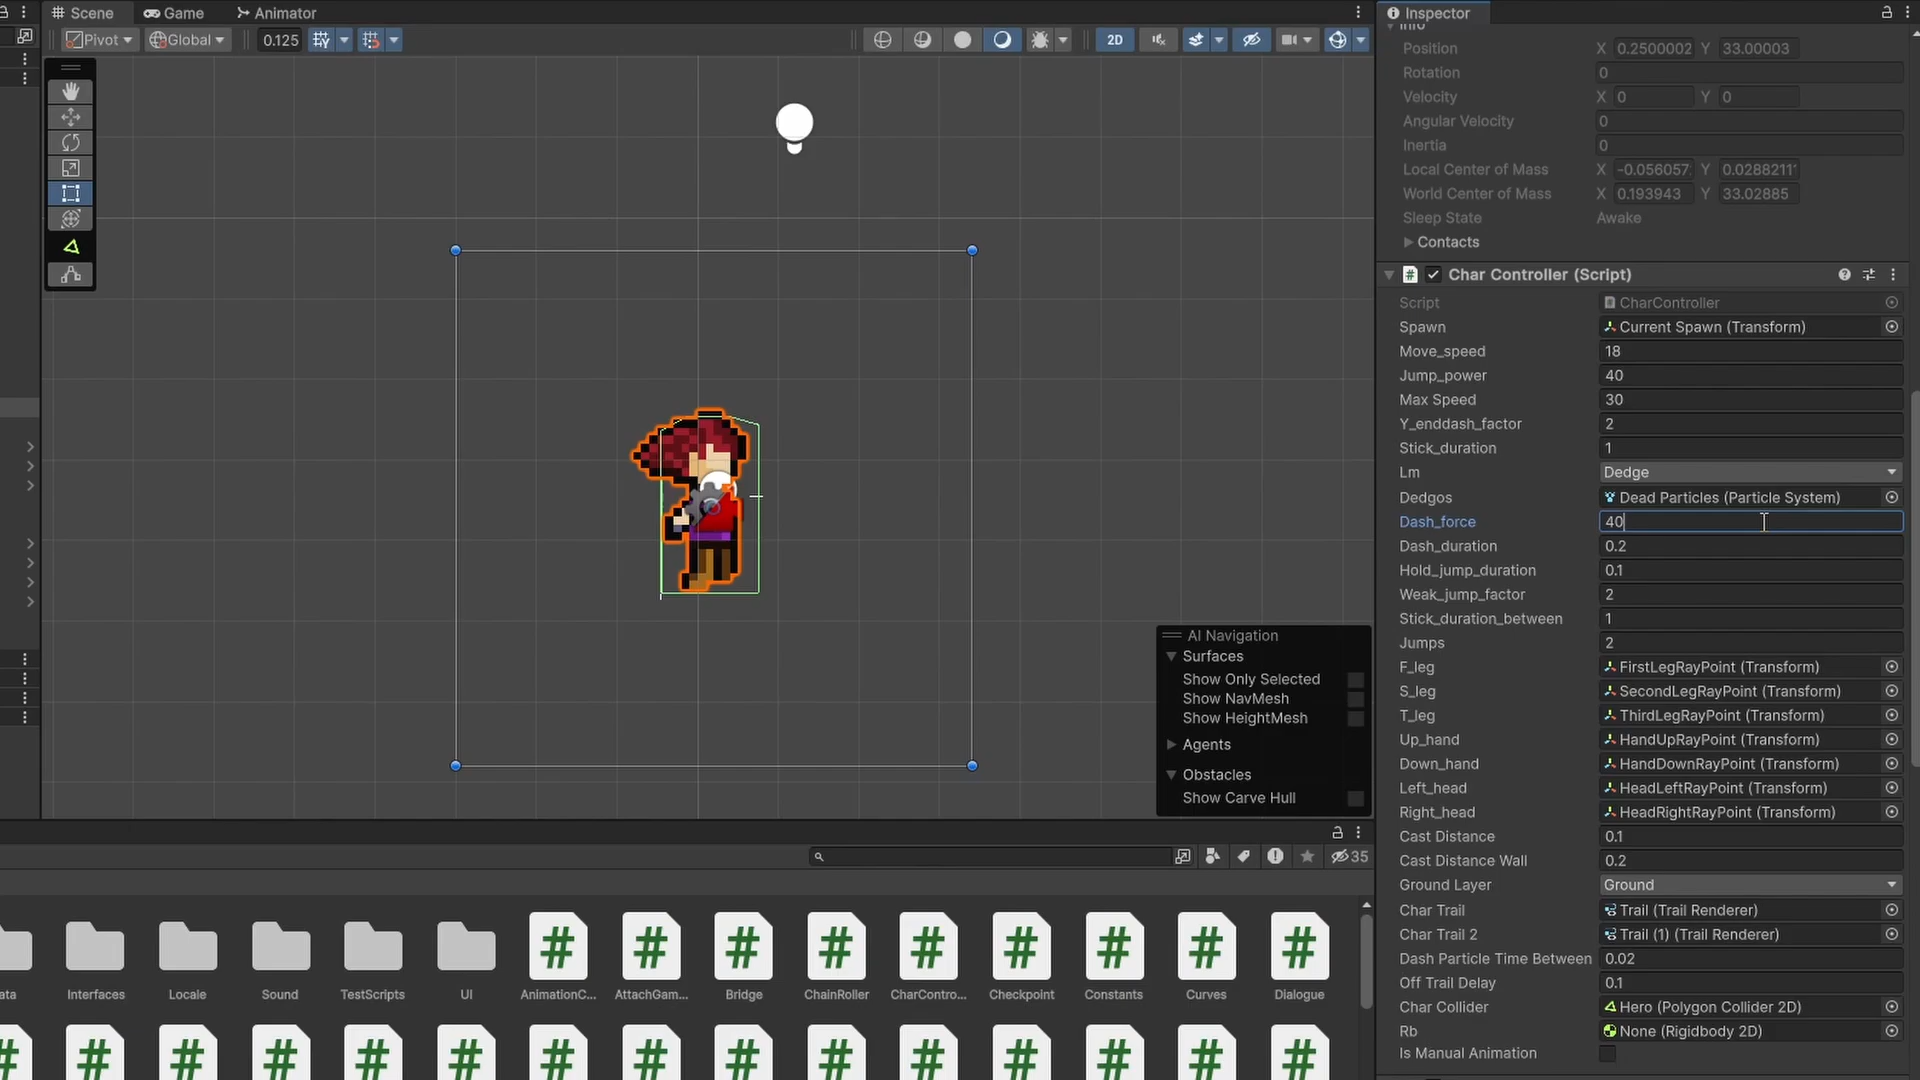 Scene Game Animator
Pivot Global 0.125 2D
AI Navigation
Surfaces
Show Only Selected
Show NavMesh
Show HeightMesh
Agents
Obstacles
Show Carve Hull
35
Interfaces Locale Sound TestScripts UI AnimationC... AttachGam... Bridge ChainRoller CharContro... Checkpoint Constants Curves Dialogue
Inspector
Info
Position X 0.2500002 Y 33.00003
Rotation 0
Velocity X 0 Y 0
Angular Velocity 0
Inertia 0
Local Center of Mass X -0.056057 Y 0.0288211
World Center of Mass X 0.193943 Y 33.02885
Sleep State Awake
Contacts
# Char Controller (Script)
Script CharController
Spawn Current Spawn (Transform)
Move_speed 18
Jump_power 40
Max Speed 30
Y_enddash_factor 2
Stick_duration 1
Lm Dedge
Dedgos Dead Particles (Particle System)
Dash_force 40
Dash_duration 0.2
Hold_jump_duration 0.1
Weak_jump_factor 2
Stick_duration_between 1
Jumps 2
F_leg FirstLegRayPoint (Transform)
S_leg SecondLegRayPoint (Transform)
T_leg ThirdLegRayPoint (Transform)
Up_hand HandUpRayPoint (Transform)
Down_hand HandDownRayPoint (Transform)
Left_head HeadLeftRayPoint (Transform)
Right_head HeadRightRayPoint (Transform)
Cast Distance 0.1
Cast Distance Wall 0.2
Ground Layer Ground
Char Trail Trail (Trail Renderer)
Char Trail 2 Trail (1) (Trail Renderer)
Dash Particle Time Between 0.02
Off Trail Delay 0.1
Char Collider Hero (Polygon Collider 2D)
Rb None (Rigidbody 2D)
Is Manual Animation